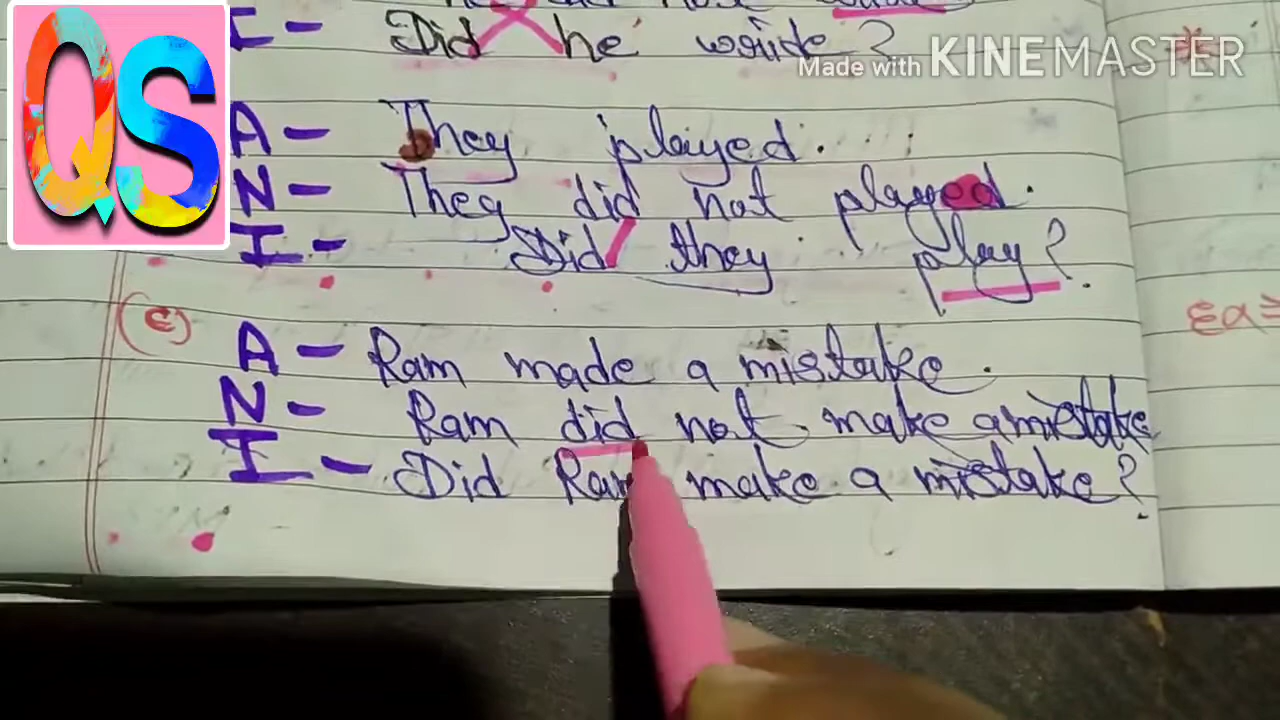 I - Did he wride?
Made with KINEMASTER
QS
A - They played.
N - They did not played.
I - Did they play?
(c)
A - Ram made a mistake.
N - Ram did not make a mistake
I - Did Ram make a mistake?